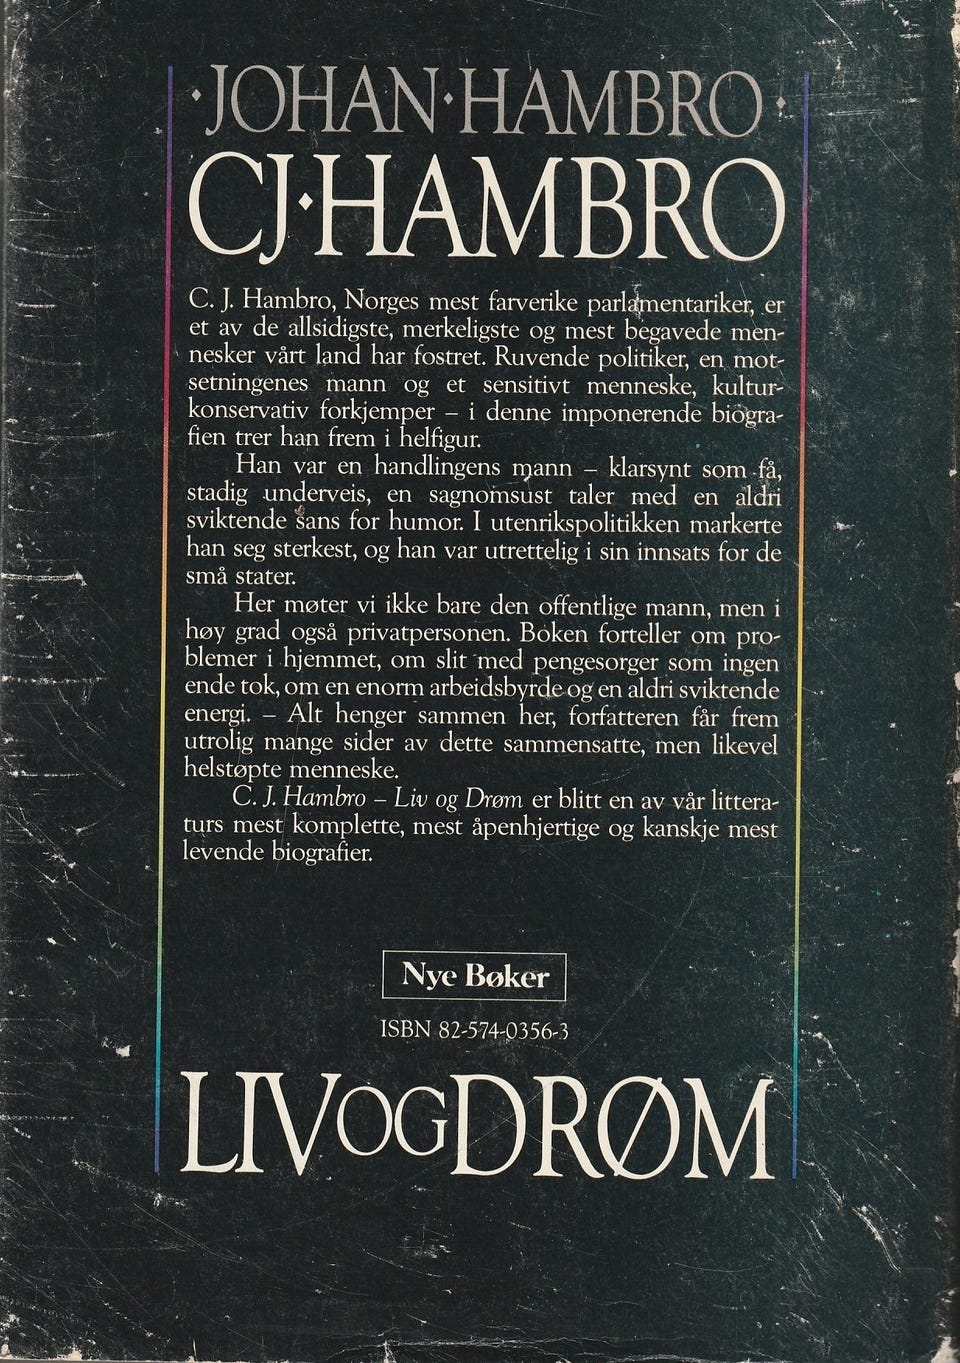 ·JOHAN·HAMBRO·
CJ·HAMBRO
C. J. Hambro, Norges mest farverike parlamentariker, er
et av de allsidigste, merkeligste og mest begavede men-
nesker vårt land har fostret. Ruvende politiker, en mot-
setningenes mann og et sensitivt menneske, kultur-
konservativ forkjemper – i denne imponerende biogra-
fien trer han frem i helfigur.
Han var en handlingens mann – klarsynt som få,
stadig underveis, en sagnomsust taler med en aldri
sviktende sans for humor. I utenrikspolitikken markerte
han seg sterkest, og han var utrettelig i sin innsats for de
små stater.
Her møter vi ikke bare den offentlige mann, men i
høy grad også privatpersonen. Boken forteller om pro-
blemer i hjemmet, om slit med pengesorger som ingen
ende tok, om en enorm arbeidsbyrde og en aldri sviktende
energi. – Alt henger sammen her, forfatteren får frem
utrolig mange sider av dette sammensatte, men likevel
helstøpte menneske.
C. J. Hambro – Liv og Drøm er blitt en av vår littera-
turs mest komplette, mest åpenhjertige og kanskje mest
levende biografier.
Nye Bøker
ISBN 82-574-0356-3
LIV OG DRØM